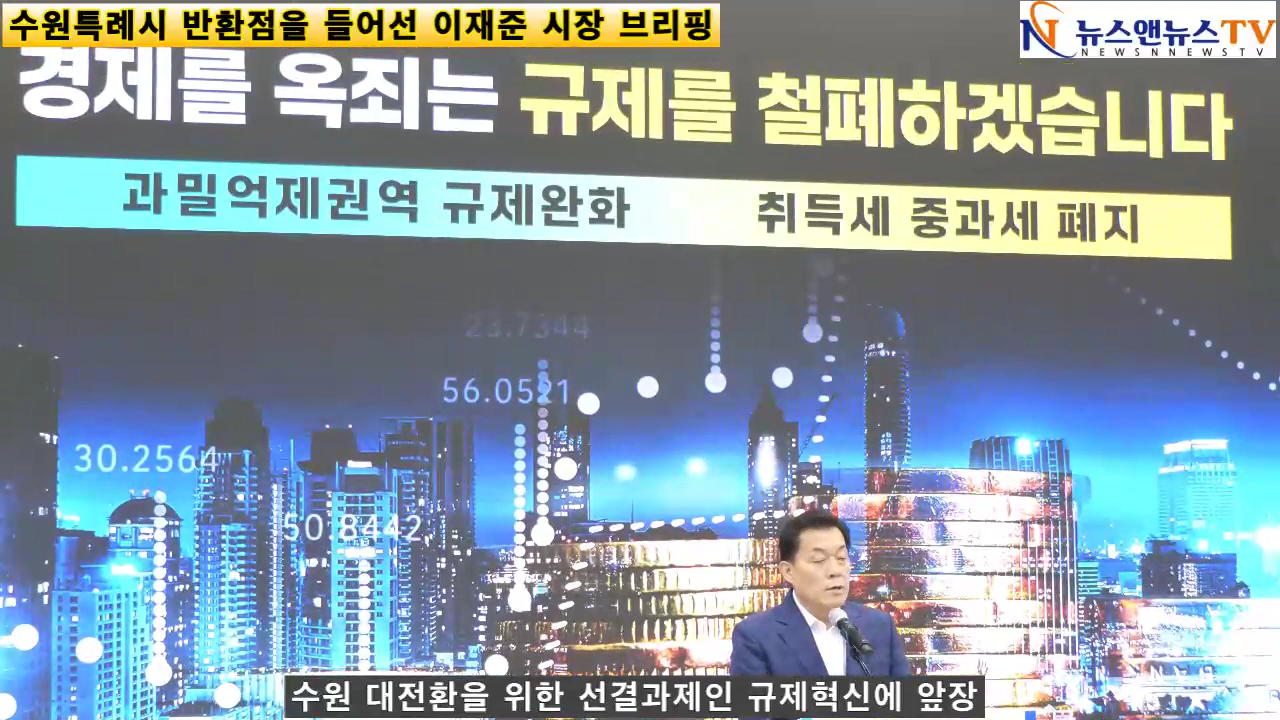 수원특례시 반환점을 들어선 이재준 시장 브리핑
뉴스앤뉴스TV
NEWSNNEWSTV
경제를 옥죄는 규제를 철폐하겠습니다
과밀억제권역 규제완화 취득세 중과세 폐지
23.7344
56.0521
30.2564
50.8442
수원 대전환을 위한 선결과제인 규제혁신에 앞장